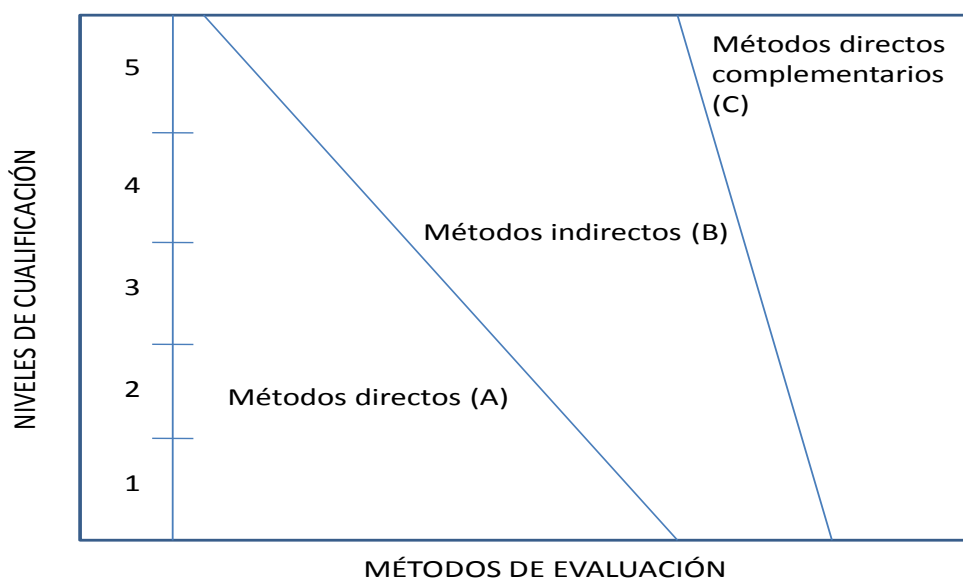 NIVELES DE CUALIFICACIÓN
5
4
3
2
1
Métodos directos
complementarios
(C)
Métodos indirectos (B)
Métodos directos (A)
MÉTODOS DE EVALUACIÓN